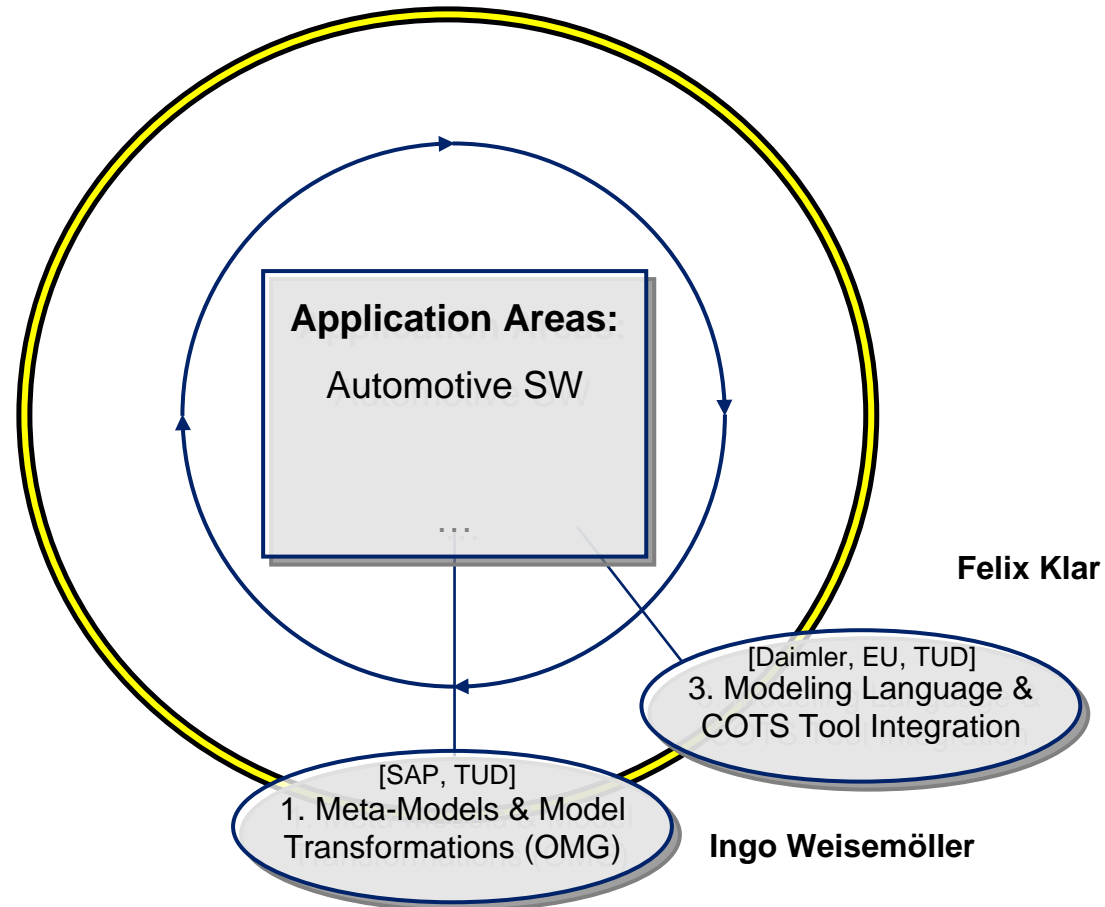 Application Areas:
Automotive SW
...
Felix Klar
[Daimler, EU, TUD]
3. Modeling Language &
COTS Tool Integration
[SAP, TUD]
1. Meta-Models & Model
Transformations (OMG)
Ingo Weisemöller